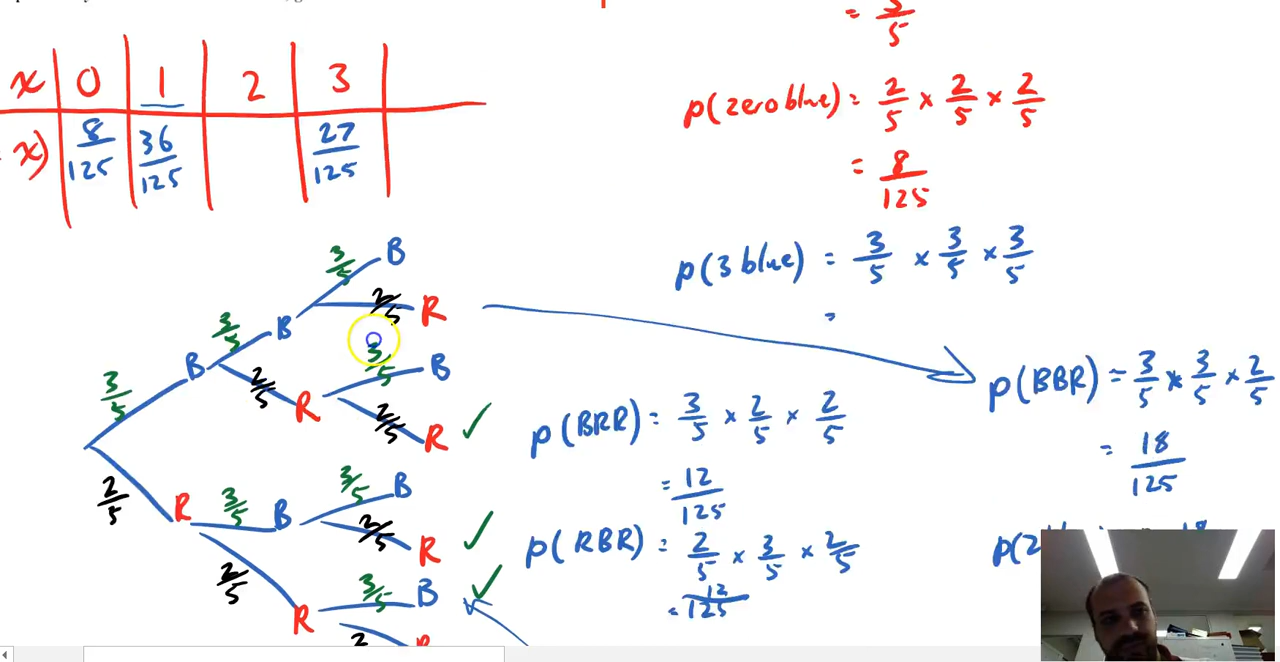 x 0 1 2 3
x) 8/125 36/125 27/125
= 3/5
p(zero blue) = 2/5 × 2/5 × 2/5
= 8/125
p(3 blue) = 3/5 × 3/5 × 3/5
=
3/5 B
3/5 B 2/5 R
3/5 B 2/5 R 3/5 B
2/5 R ✓
2/5 R 3/5 B 3/5 B
2/5 R ✓
2/5 R 3/5 B ✓
2 R
p(BRR) = 3/5 × 2/5 × 2/5
= 12/125
p(RBR) = 2/5 × 3/5 × 2/5
= 12/125
p(BBR) = 3/5 × 3/5 × 2/5
= 18/125
p(2 18